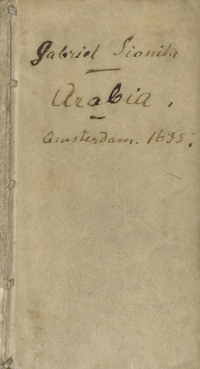 Gabriel Sionita
Arabia.
Amsterdam. 1635.